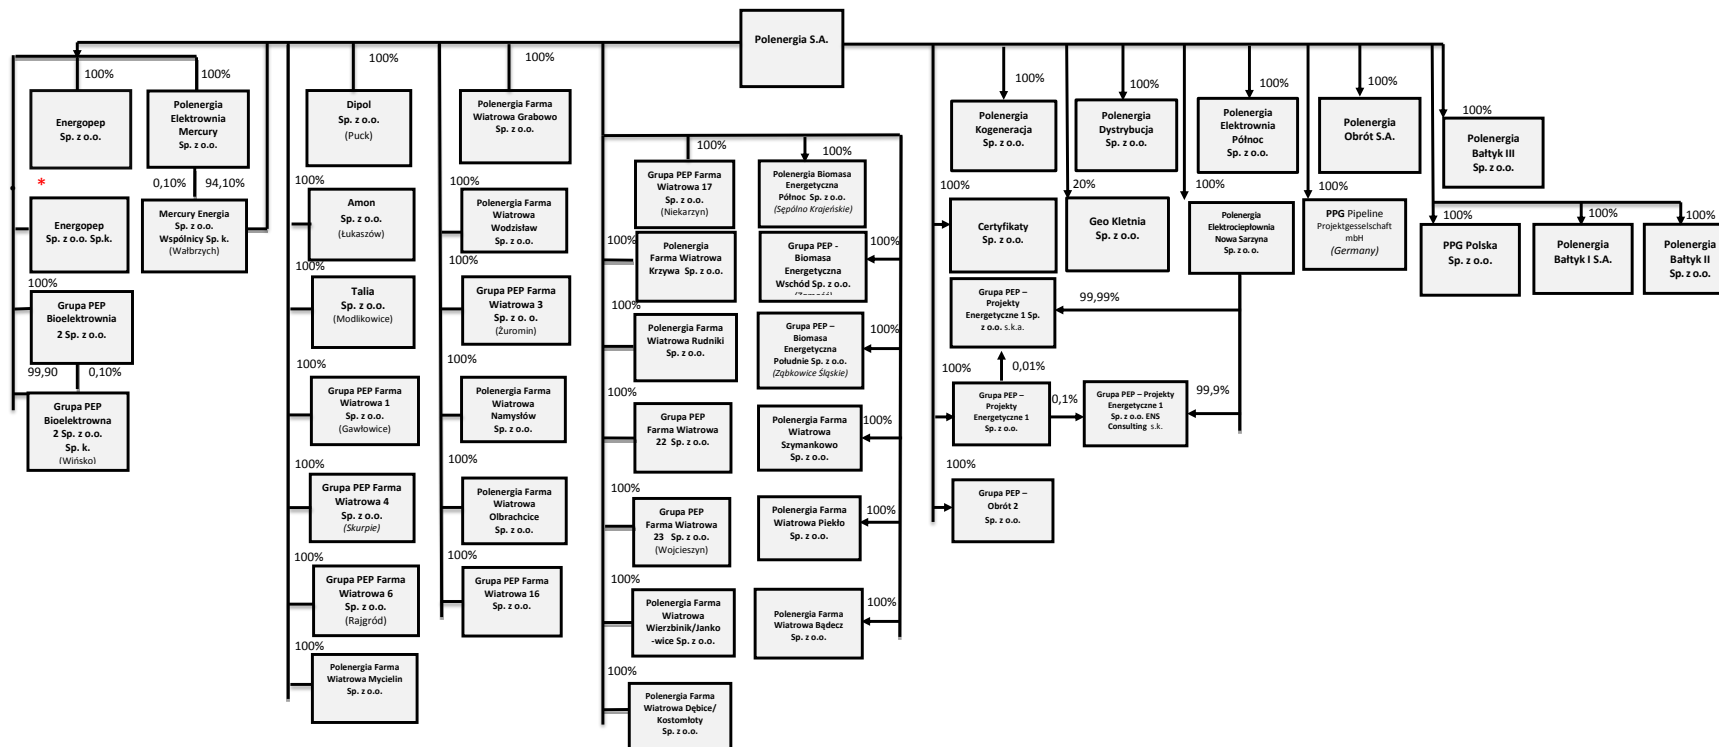 Polenergia S.A.
100%
100%
100%
100%
Energopep
Sp. z o.o.
Polenergia
Elektrownia
Mercury
Sp. z o.o.
*
0,10%
94,10%
Energopep
Sp. z o.o. Sp.k.
Mercury Energia
Sp. z o.o.
Wspólnicy Sp. k.
(Wałbrzych)
100%
Grupa PEP
Bioelektrownia
2 Sp. z o.o.
99,90
0,10%
Grupa PEP
Bioelektrowna
2 Sp. z o.o.
Sp. k.
(Wińsko)
Dipol
Sp. z o.o.
(Puck)
100%
Amon
Sp. z o.o.
(Łukaszów)
100%
Talia
Sp. z o.o.
(Modlikowice)
100%
Grupa PEP Farma
Wiatrowa 1
Sp. z o.o.
(Gawłowice)
100%
Grupa PEP Farma
Wiatrowa 4
Sp. z o.o.
(Skurpie)
100%
Grupa PEP Farma
Wiatrowa 6
Sp. z o.o.
(Rajgród)
100%
Polenergia Farma
Wiatrowa Mycielin
Sp. z o.o.
Polenergia Farma
Wiatrowa Grabowo
Sp. z o.o.
100%
Polenergia Farma
Wiatrowa
Wodzisław
Sp. z o.o.
100%
Grupa PEP Farma
Wiatrowa 3
Sp. z o. o.
(Żuromin)
100%
Polenergia Farma
Wiatrowa
Namysłów
Sp. z o.o.
100%
Polenergia Farma
Wiatrowa
Olbrachcice
Sp. z o.o.
100%
Grupa PEP Farma
Wiatrowa 16
Sp. z o.o.
100%
Grupa PEP Farma
Wiatrowa 17
Sp. z o.o.
(Niekarzyn)
100%
Polenergia
Farma Wiatrowa
Krzywa Sp. z o.o.
100%
Polenergia Farma
Wiatrowa Rudniki
Sp. z o.o.
100%
Grupa PEP
Farma Wiatrowa
22 Sp. z o.o.
100%
Grupa PEP
Farma Wiatrowa
23 Sp. z o.o.
(Wojcieszyn)
100%
Polenergia Farma
Wiatrowa
Wierzbinik/Janko
-wice Sp. z o.o.
100%
Polenergia Farma
Wiatrowa Dębice/
Kostomłoty
Sp. z o.o.
100%
Polenergia Biomasa
Energetyczna
Północ Sp. z o.o.
(Sępólno Krajeńskie)
100%
Grupa PEP -
Biomasa
Energetyczna
Wschód Sp. z o.o.
100%
Grupa PEP –
Biomasa
Energetyczna
Południe Sp. z o.o.
(Ząbkowice Śląskie)
100%
Polenergia Farma
Wiatrowa
Szymankowo
Sp. z o.o.
100%
Polenergia Farma
Wiatrowa Piekło
Sp. z o.o.
100%
Polenergia Farma
Wiatrowa Bądecz
Sp. z o.o.
100%
100%
100%
100%
100%
Polenergia
Kogeneracja
Sp. z o.o.
Polenergia
Dystrybucja
Sp. z o.o.
Polenergia
Elektrownia
Północ
Sp. z o.o.
Polenergia
Obrót S.A.
Polenergia
Bałtyk III
Sp. z o.o.
100%
20%
100%
100%
Certyfikaty
Sp. z o.o.
Geo Kletnia
Sp. z o.o.
Polenergia
Elektrociepłownia
Nowa Sarzyna
Sp. z o. o.
PPG Pipeline
Projektgesselschaft
mbH
(Germany)
100%
100%
100%
PPG Polska
Sp. z o.o.
Polenergia
Bałtyk I S.A.
Polenergia
Bałtyk II
Sp. z o.o.
Grupa PEP –
Projekty
Energetyczne 1 Sp.
z o.o. s.k.a.
99,99%
0,01%
100%
Grupa PEP –
Projekty
Energetyczne 1
Sp. z o.o.
0,1%
Grupa PEP – Projekty
Energetyczne 1
Sp. z o.o. ENS
Consulting s.k.
99,9%
100%
Grupa PEP –
Obrót 2
Sp. z o.o.